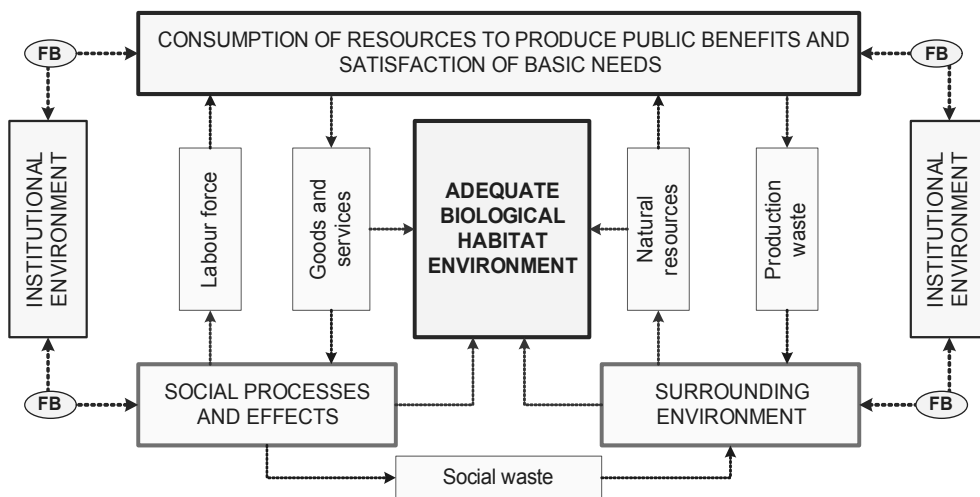 FB
CONSUMPTION OF RESOURCES TO PRODUCE PUBLIC BENEFITS AND
SATISFACTION OF BASIC NEEDS
FB
INSTITUTIONAL
ENVIRONMENT
Labour force
Goods and
services
ADEQUATE
BIOLOGICAL
HABITAT
ENVIRONMENT
Natural
resources
Production
waste
INSTITUTIONAL
ENVIRONMENT
FB
SOCIAL PROCESSES
AND EFFECTS
SURROUNDING
ENVIRONMENT
FB
Social waste